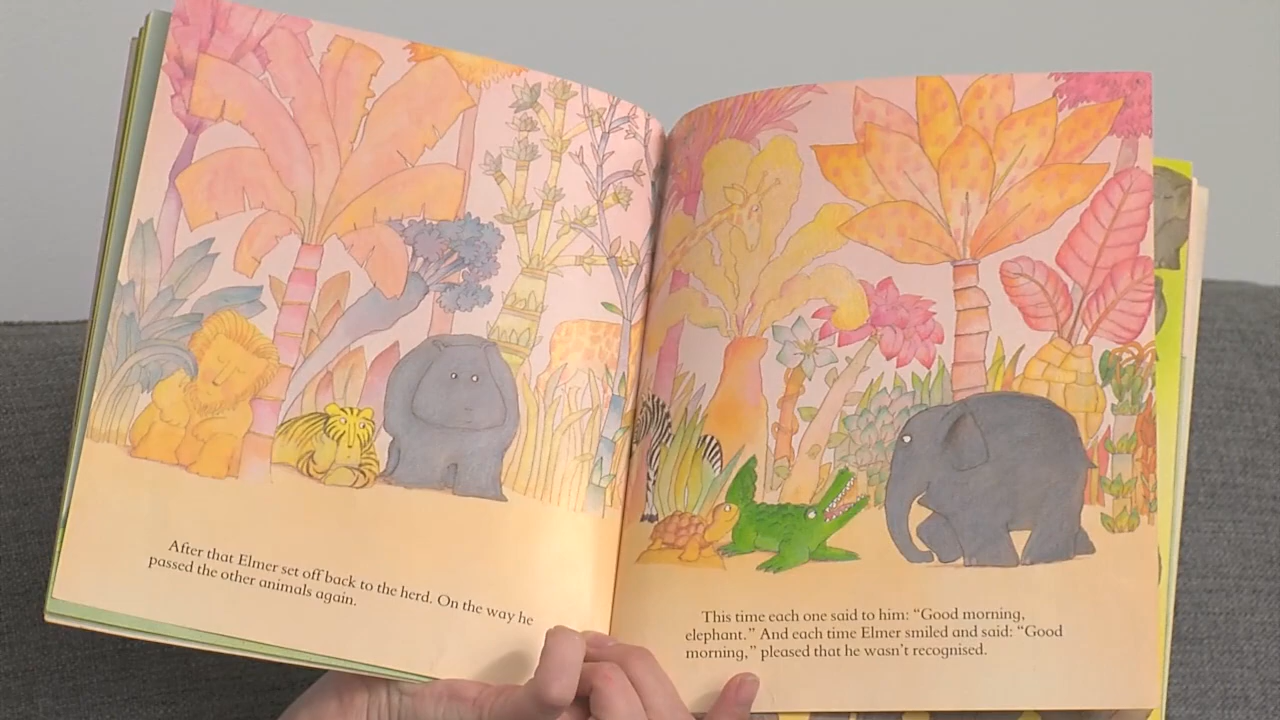 After that Elmer set off back to the herd. On the way he
passed the other animals again.
This time each one said to him: “Good morning,
elephant.” And each time Elmer smiled and said: “Good
morning,” pleased that he wasn’t recognised.